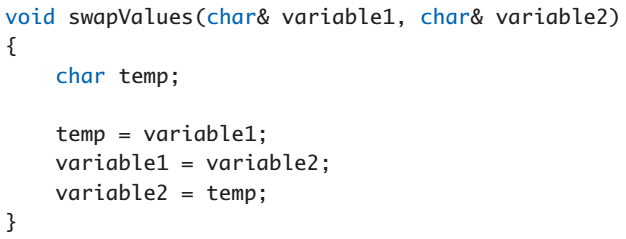 void swapValues(char& variable1, char& variable2)
{
    char temp;

    temp = variable1;
    variable1 = variable2;
    variable2 = temp;
}